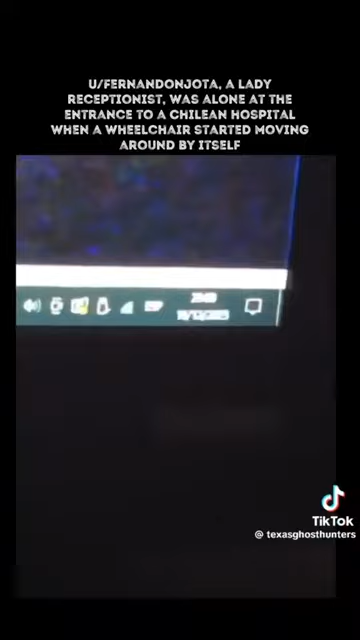 U/FERNANDONJOTA, A LADY
RECEPTIONIST, WAS ALONE AT THE
ENTRANCE TO A CHILEAN HOSPITAL
WHEN A WHEELCHAIR STARTED MOVING
AROUND BY ITSELF
ESP
TikTok
@ texasghosthunters